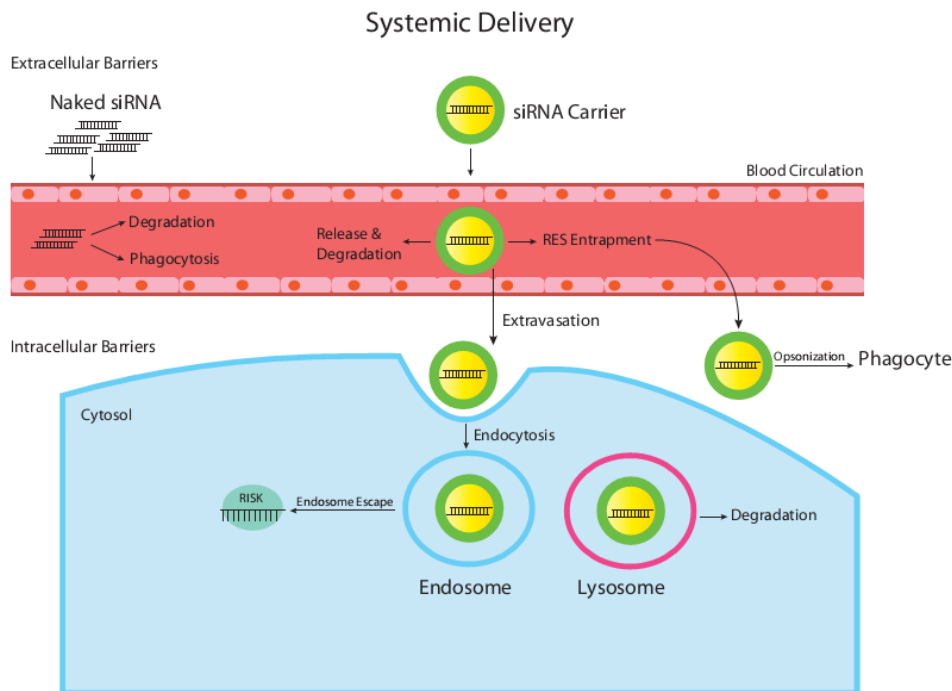 Systemic Delivery
Extracellular Barriers
Naked siRNA
siRNA Carrier
Blood Circulation
Degradation
Phagocytosis
Release &
Degradation
RES Entrapment
Extravasation
Intracellular Barriers
Opsonization
Phagocyte
Cytosol
Endocytosis
RISK
Endosome Escape
Degradation
Endosome
Lysosome